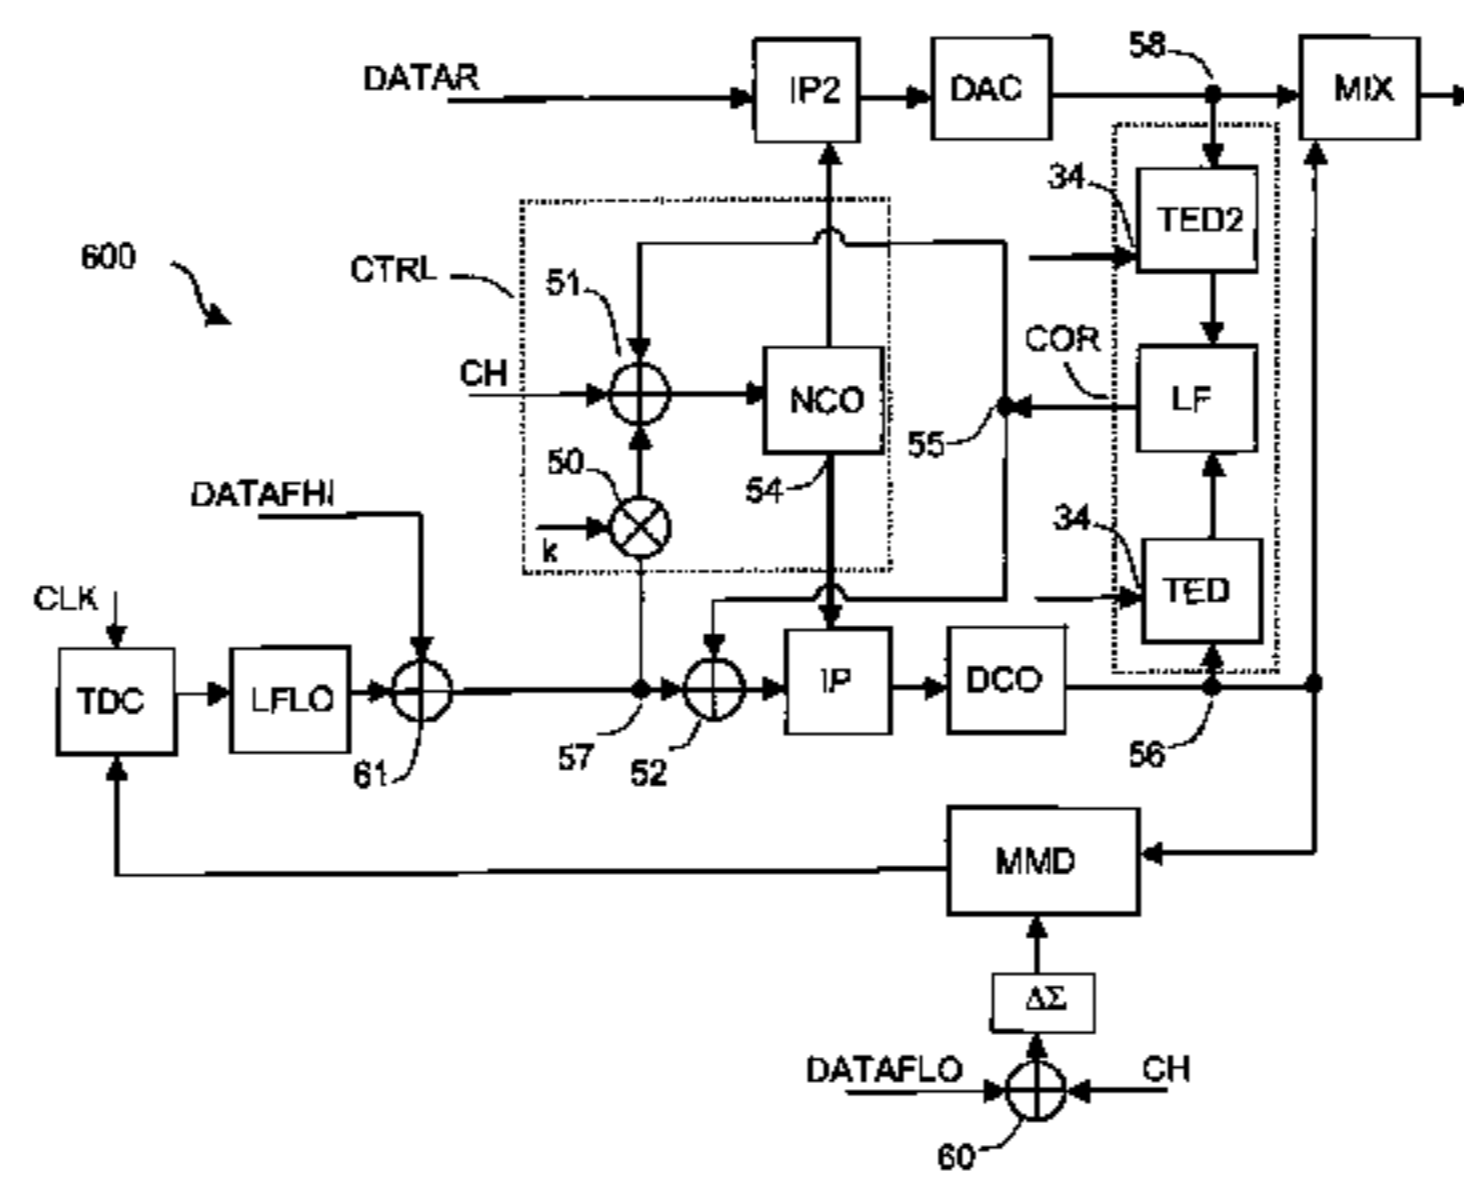 58
DATAR
IP2
DAC
MIX
34
TED2
600
CTRL
51
CH
NCO
COR
LF
55
50
54
k
DATAFHI
34
TED
CLK
TDC
LFLO
IP
DCO
61
57
52
56
MMD
ΔΣ
DATAFLO
CH
60